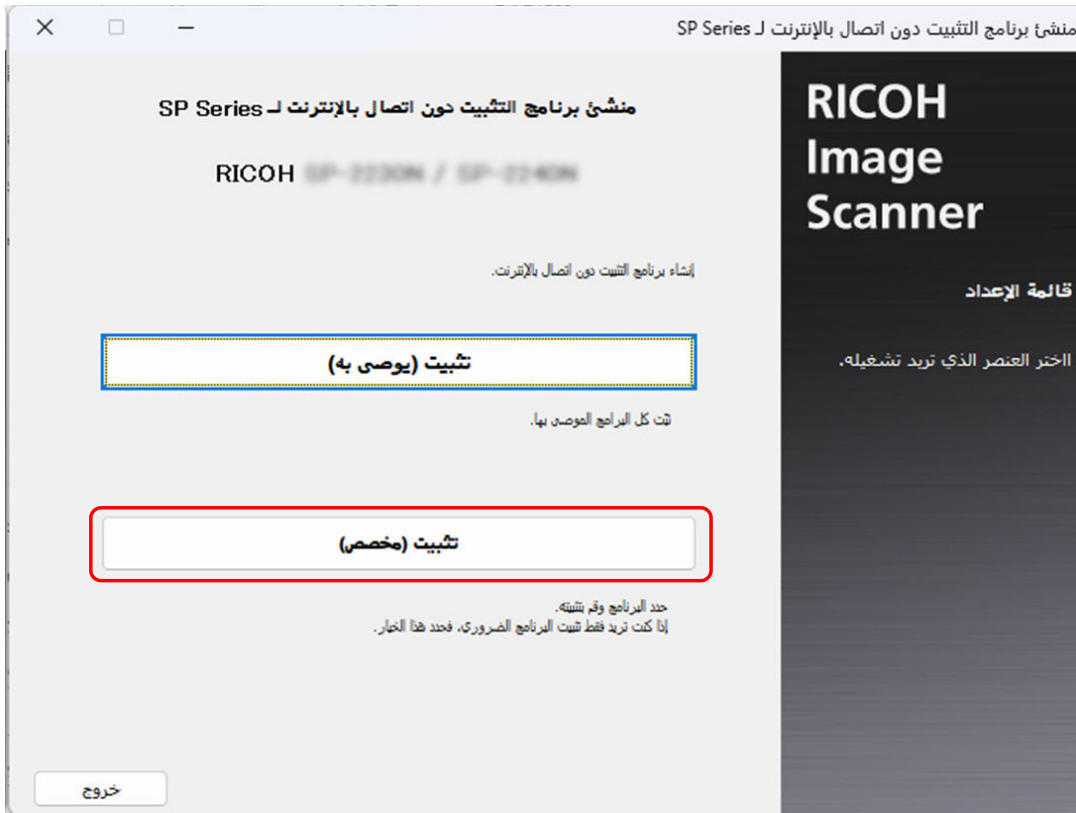 منشئ برنامج التثبيت دون اتصال بالإنترنت لـ SP Series
RICOH
Image
Scanner
قائمة الإعداد
ااختر العنصر الذي تريد تشغيله.
منشئ برنامج التثبيت دون اتصال بالإنترنت لـ SP Series
RICOH
إنشاء برنامج التثبيت دون اتصال بالإنترنت.
تثبيت (يوصى به)
ثبّت كل البرامج الموصى بها.
تثبيت (مخصص)
حدد البرنامج وقم بتثبيته.
إذا كنت تريد فقط تثبيت البرنامج الضروري، فحدد هذا الخيار.
خروج